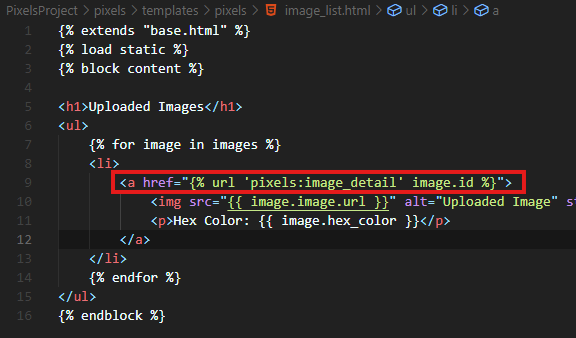 PixelsProject > pixels > templates > pixels > image_list.html > ul > li > a
1 {% extends "base.html" %}
2 {% load static %}
3 {% block content %}
4
5 <h1>Uploaded Images</h1>
6 <ul>
7 {% for image in images %}
8 <li>
9 <a href="{% url 'pixels:image_detail' image.id %}">
10 <img src="{{ image.image.url }}" alt="Uploaded Image" st
11 <p>Hex Color: {{ image.hex_color }}</p>
12 </a>
13 </li>
14 {% endfor %}
15 </ul>
16 {% endblock %}